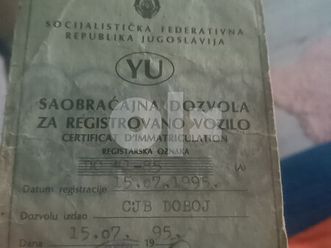 SOCIJALISTIČKA FEDERATIVNA
REPUBLIKA JUGOSLAVIJA
YU
SAOBRAĆAJNA DOZVOLA
ZA REGISTROVANO VOZILO
CERTIFICAT D'IMMATRICULATION
REGISTARSKA OZNAKA
Datum registracije 15.07.1995.
Dozvolu izdao CJB DOBOJ
Dana 15.07. 19 95.